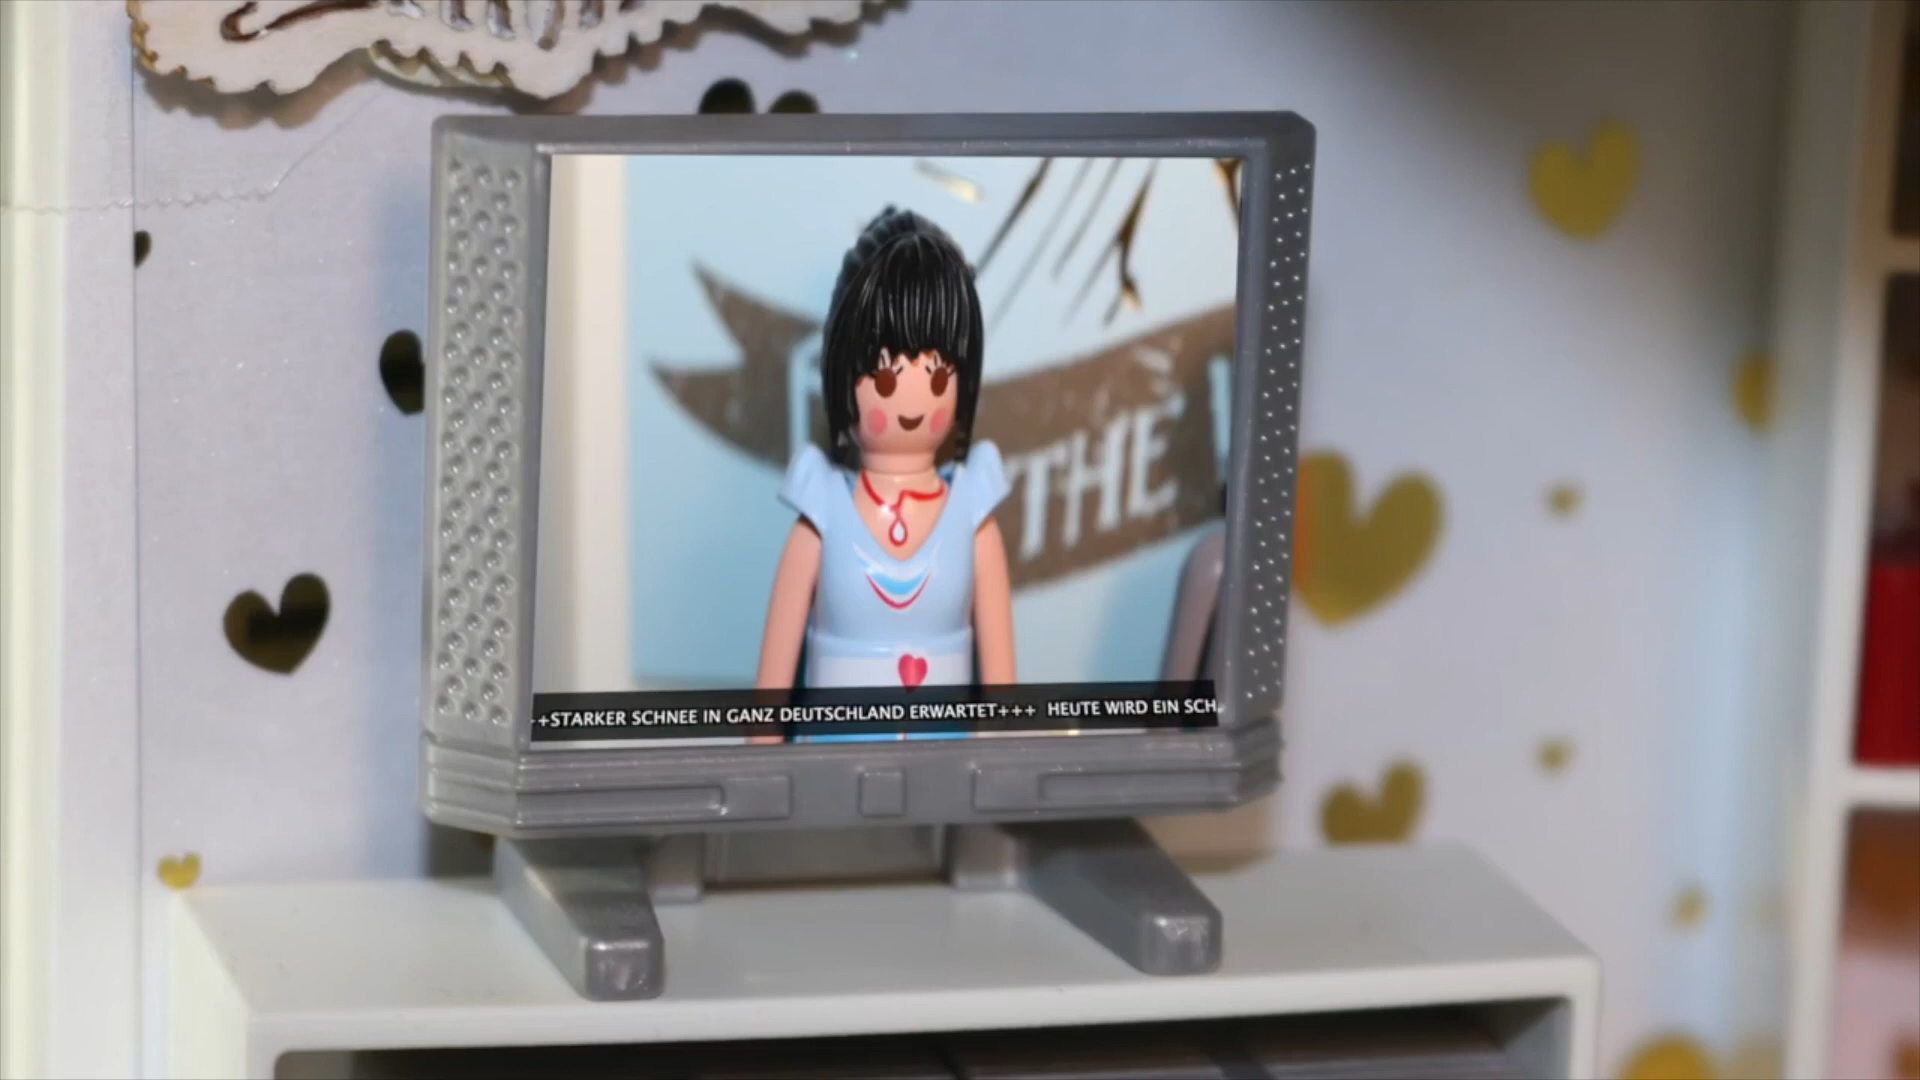 THE
+STARKER SCHNEE IN GANZ DEUTSCHLAND ERWARTET+++ HEUTE WIRD EIN SCH